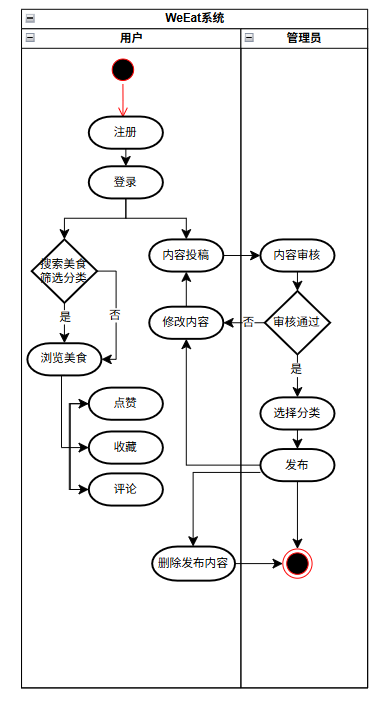 WeEat系统
用户
管理员
注册
登录
搜索美食
筛选分类
内容投稿
内容审核
是
否
修改内容
否
审核通过
浏览美食
是
点赞
选择分类
收藏
发布
评论
删除发布内容